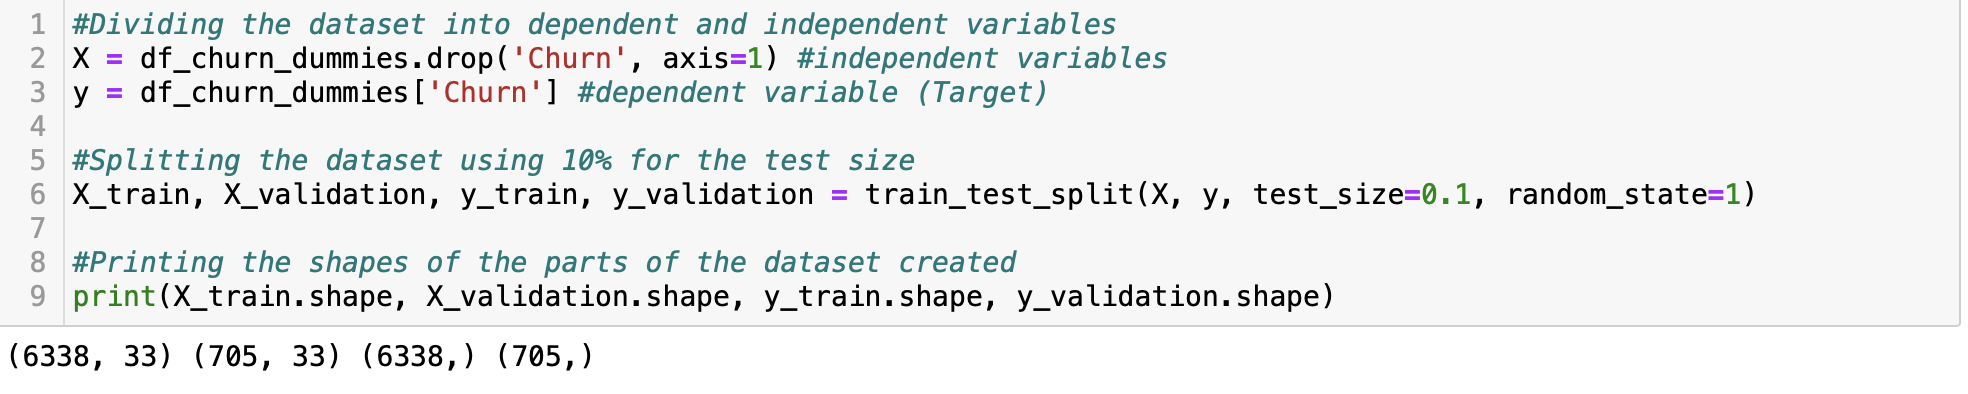 1 #Dividing the dataset into dependent and independent variables
2 X = df_churn_dummies.drop('Churn', axis=1) #independent variables
3 y = df_churn_dummies['Churn'] #dependent variable (Target)
4
5 #Splitting the dataset using 10% for the test size
6 X_train, X_validation, y_train, y_validation = train_test_split(X, y, test_size=0.1, random_state=1)
7
8 #Printing the shapes of the parts of the dataset created
9 print(X_train.shape, X_validation.shape, y_train.shape, y_validation.shape)
(6338, 33) (705, 33) (6338,) (705,)